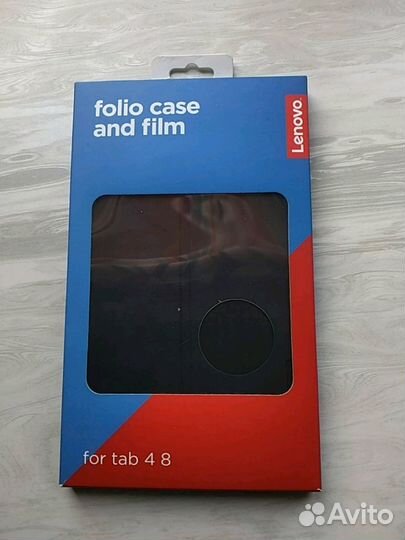 folio case
and film
Lenovo.
for tab 4 8
Avito